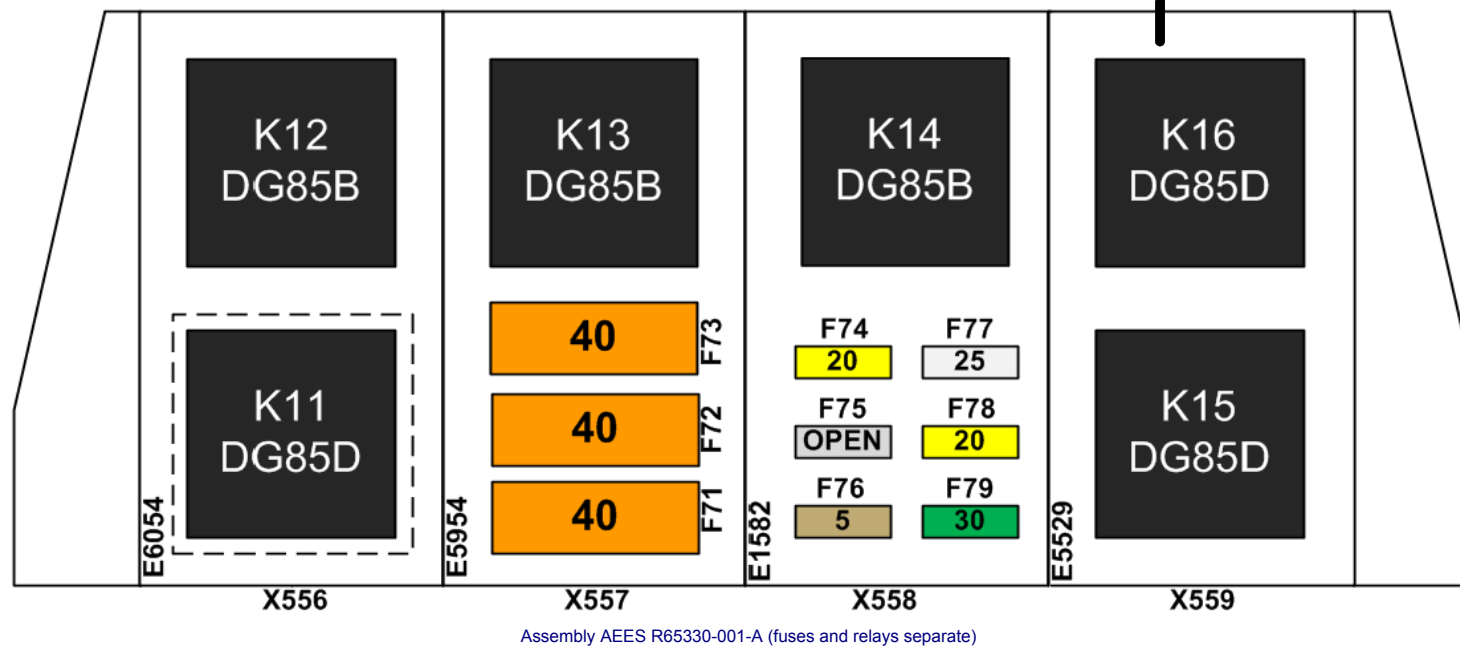 K12
DG85B
K13
DG85B
K14
DG85B
K16
DG85D
K11
DG85D
40
F73
40
F72
40
F71
F74
20
F77
25
F75
OPEN
F78
20
F76
5
F79
30
K15
DG85D
E6054
E5954
E1582
E5529
X556
X557
X558
X559
Assembly AEES R65330-001-A (fuses and relays separate)